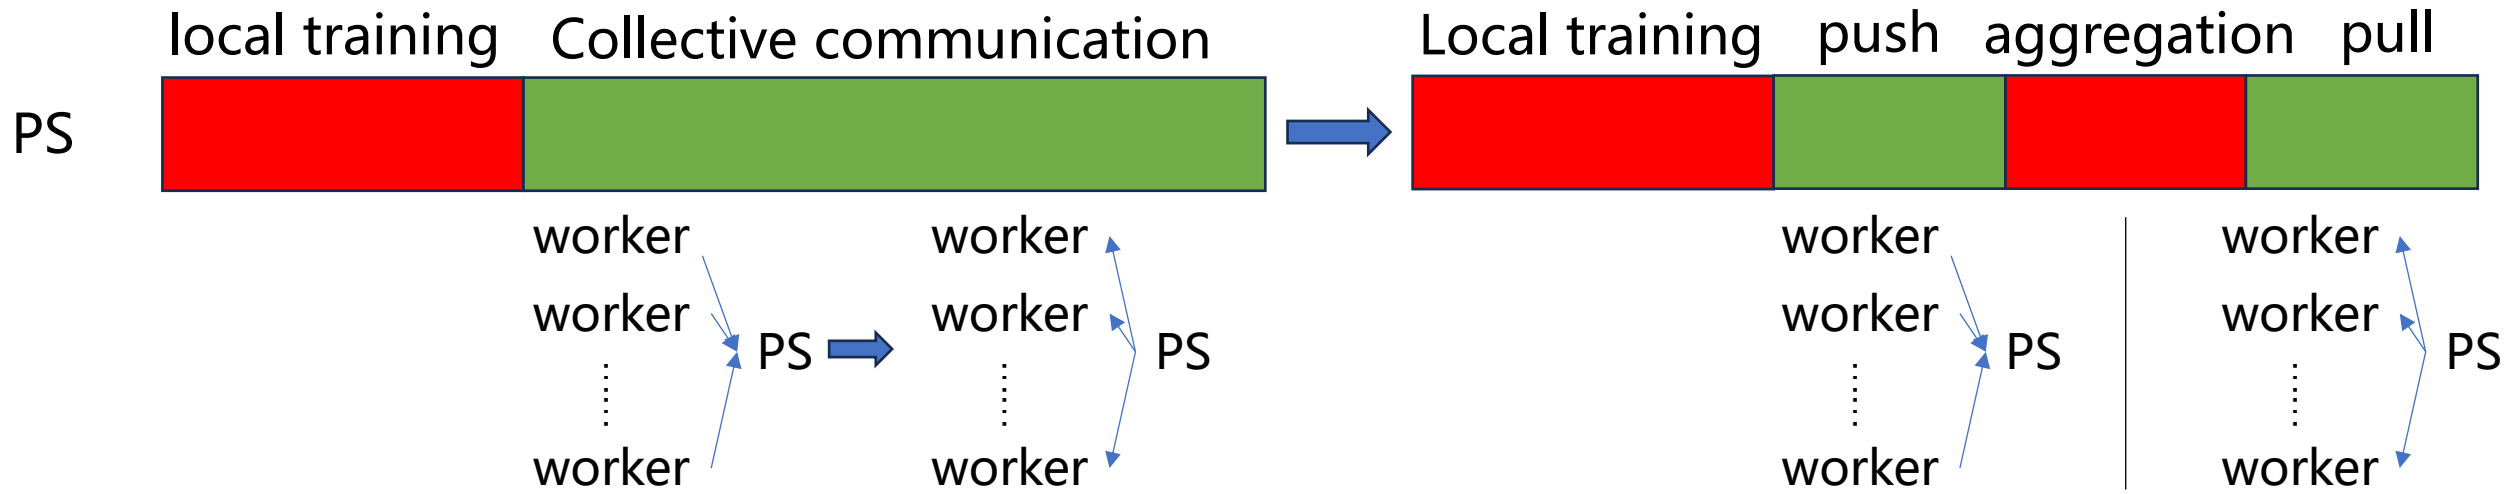 local training
Collective communication
Local training
push
aggregation
pull
PS
worker
worker
worker
PS
worker
worker
worker
PS
worker
worker
worker
PS
worker
worker
worker
PS